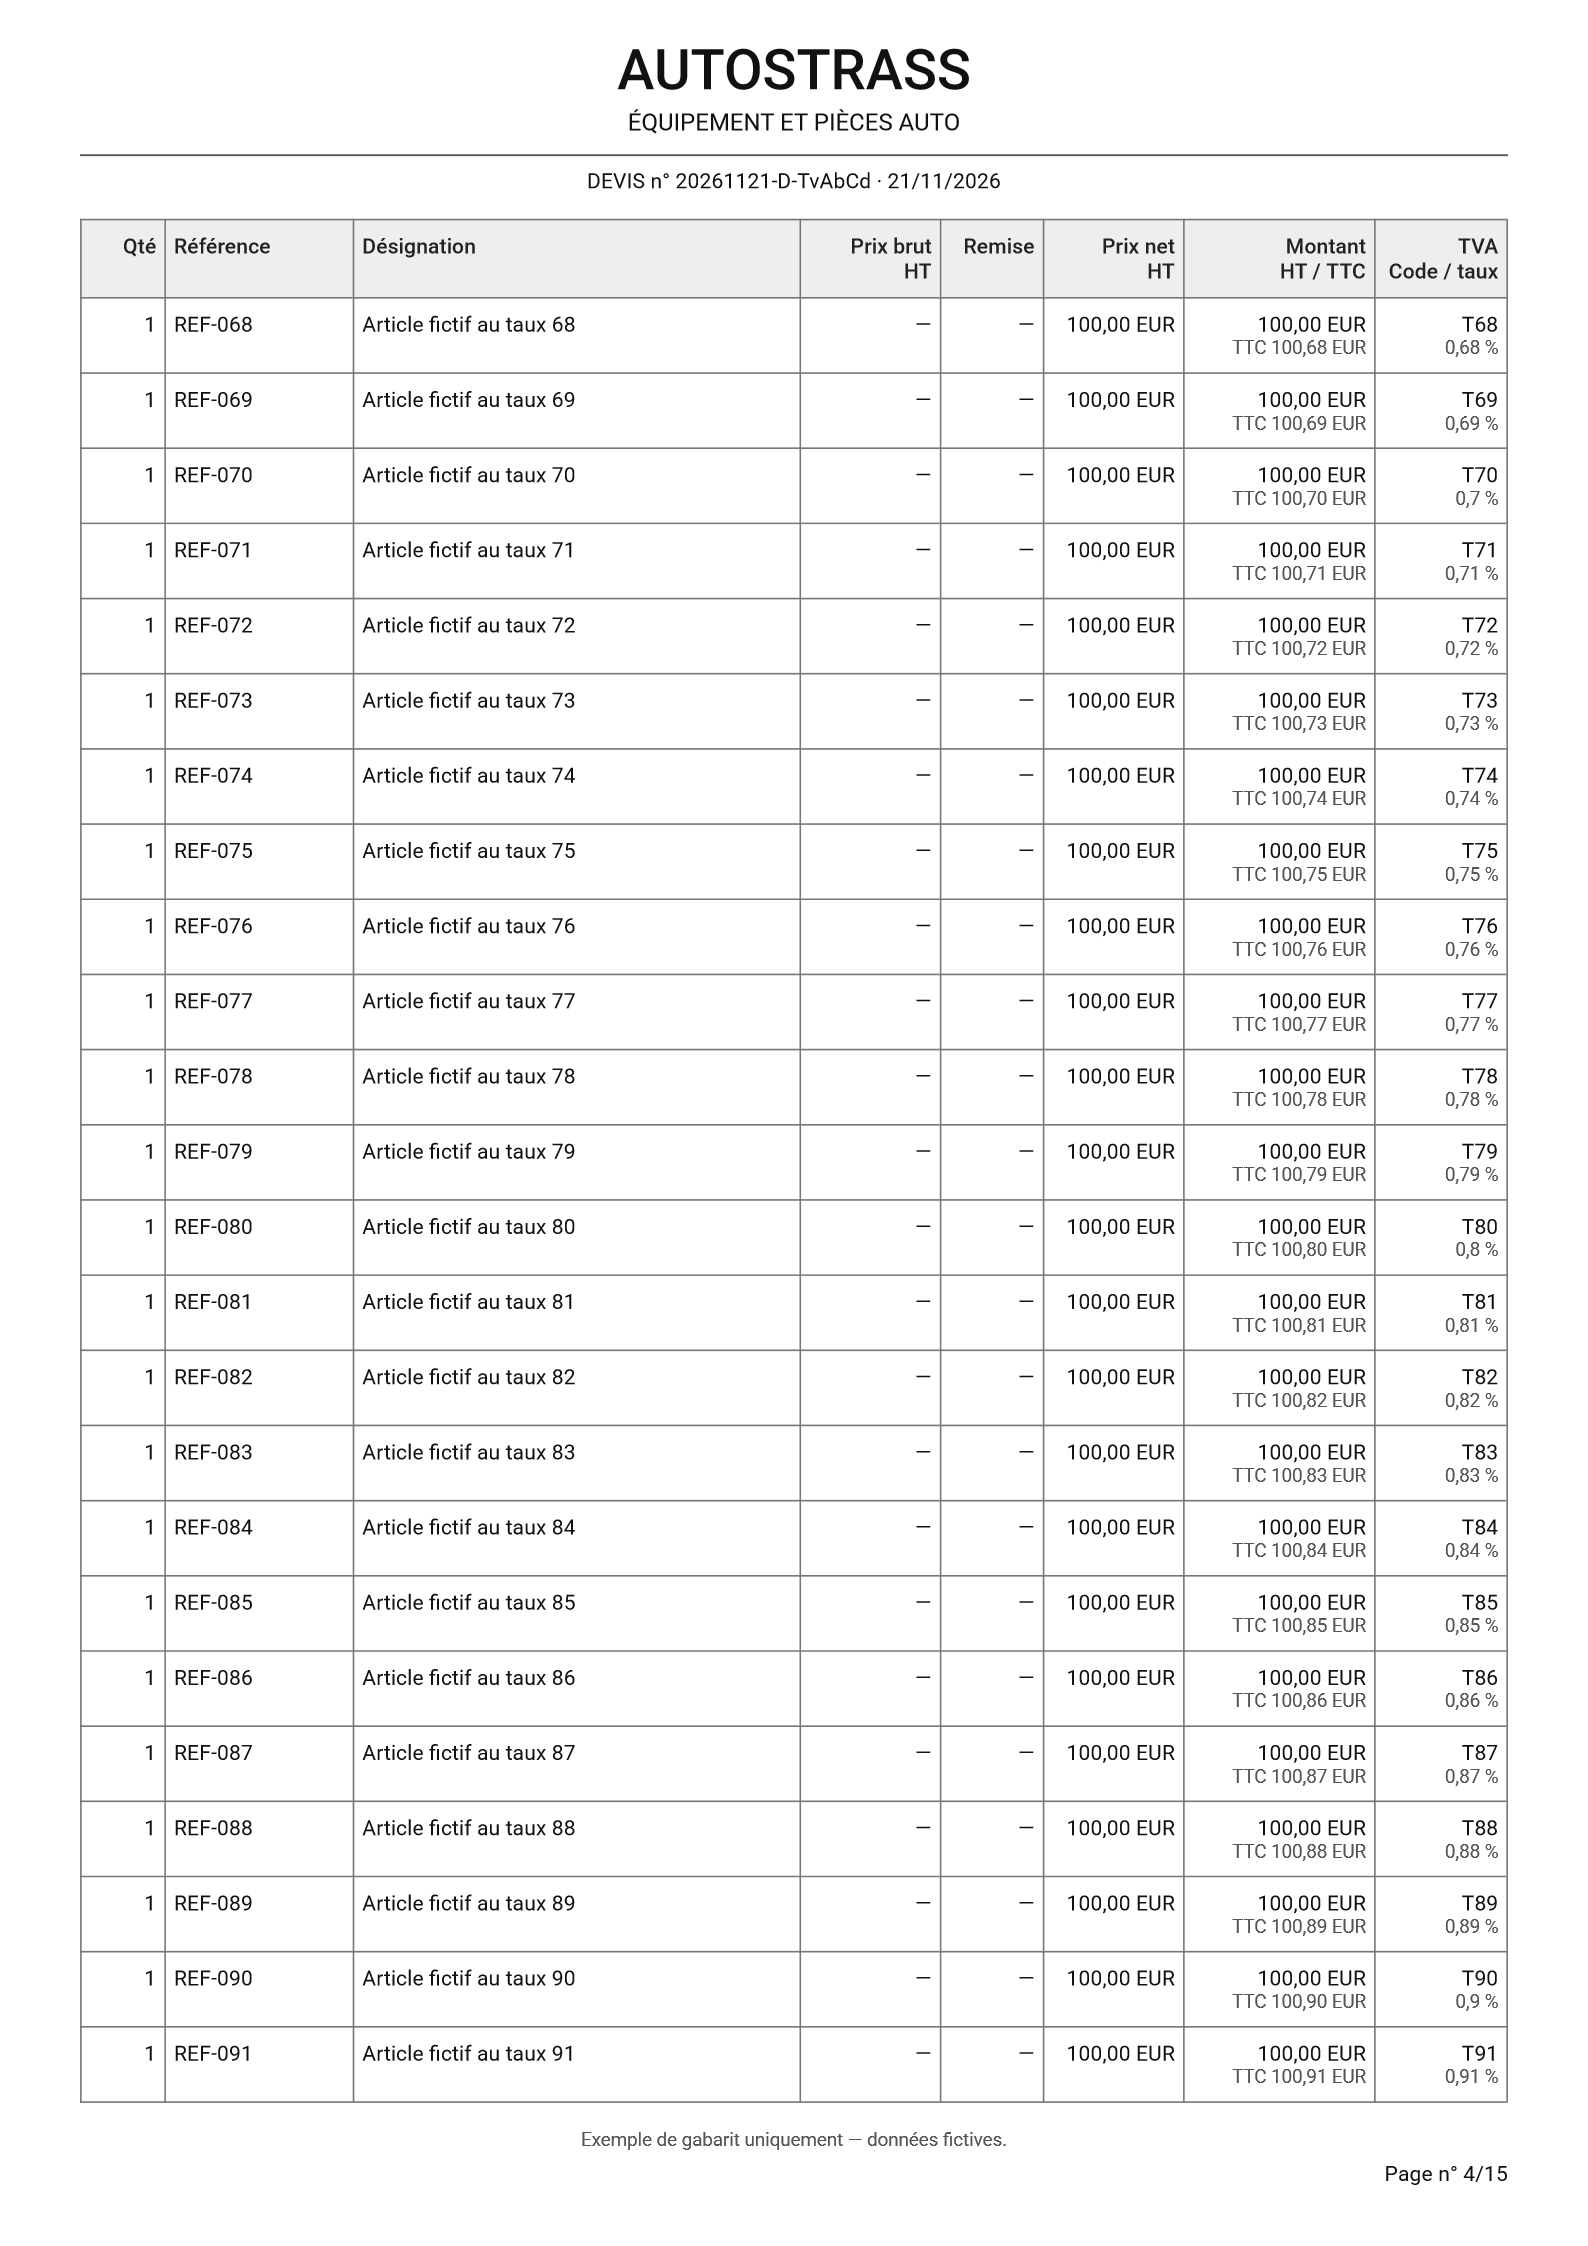 AUTOSTRASS
ÉQUIPEMENT ET PIÈCES AUTO
DEVIS n° 20261121-D-TvAbCd · 21/11/2026
Qté Référence Désignation Prix brut HT Remise Prix net HT Montant HT / TTC TVA Code / taux
1 REF-068 Article fictif au taux 68 — — 100,00 EUR 100,00 EUR T68
TTC 100,68 EUR 0,68 %
1 REF-069 Article fictif au taux 69 — — 100,00 EUR 100,00 EUR T69
TTC 100,69 EUR 0,69 %
1 REF-070 Article fictif au taux 70 — — 100,00 EUR 100,00 EUR T70
TTC 100,70 EUR 0,7 %
1 REF-071 Article fictif au taux 71 — — 100,00 EUR 100,00 EUR T71
TTC 100,71 EUR 0,71 %
1 REF-072 Article fictif au taux 72 — — 100,00 EUR 100,00 EUR T72
TTC 100,72 EUR 0,72 %
1 REF-073 Article fictif au taux 73 — — 100,00 EUR 100,00 EUR T73
TTC 100,73 EUR 0,73 %
1 REF-074 Article fictif au taux 74 — — 100,00 EUR 100,00 EUR T74
TTC 100,74 EUR 0,74 %
1 REF-075 Article fictif au taux 75 — — 100,00 EUR 100,00 EUR T75
TTC 100,75 EUR 0,75 %
1 REF-076 Article fictif au taux 76 — — 100,00 EUR 100,00 EUR T76
TTC 100,76 EUR 0,76 %
1 REF-077 Article fictif au taux 77 — — 100,00 EUR 100,00 EUR T77
TTC 100,77 EUR 0,77 %
1 REF-078 Article fictif au taux 78 — — 100,00 EUR 100,00 EUR T78
TTC 100,78 EUR 0,78 %
1 REF-079 Article fictif au taux 79 — — 100,00 EUR 100,00 EUR T79
TTC 100,79 EUR 0,79 %
1 REF-080 Article fictif au taux 80 — — 100,00 EUR 100,00 EUR T80
TTC 100,80 EUR 0,8 %
1 REF-081 Article fictif au taux 81 — — 100,00 EUR 100,00 EUR T81
TTC 100,81 EUR 0,81 %
1 REF-082 Article fictif au taux 82 — — 100,00 EUR 100,00 EUR T82
TTC 100,82 EUR 0,82 %
1 REF-083 Article fictif au taux 83 — — 100,00 EUR 100,00 EUR T83
TTC 100,83 EUR 0,83 %
1 REF-084 Article fictif au taux 84 — — 100,00 EUR 100,00 EUR T84
TTC 100,84 EUR 0,84 %
1 REF-085 Article fictif au taux 85 — — 100,00 EUR 100,00 EUR T85
TTC 100,85 EUR 0,85 %
1 REF-086 Article fictif au taux 86 — — 100,00 EUR 100,00 EUR T86
TTC 100,86 EUR 0,86 %
1 REF-087 Article fictif au taux 87 — — 100,00 EUR 100,00 EUR T87
TTC 100,87 EUR 0,87 %
1 REF-088 Article fictif au taux 88 — — 100,00 EUR 100,00 EUR T88
TTC 100,88 EUR 0,88 %
1 REF-089 Article fictif au taux 89 — — 100,00 EUR 100,00 EUR T89
TTC 100,89 EUR 0,89 %
1 REF-090 Article fictif au taux 90 — — 100,00 EUR 100,00 EUR T90
TTC 100,90 EUR 0,9 %
1 REF-091 Article fictif au taux 91 — — 100,00 EUR 100,00 EUR T91
TTC 100,91 EUR 0,91 %
Exemple de gabarit uniquement — données fictives.
Page n° 4/15